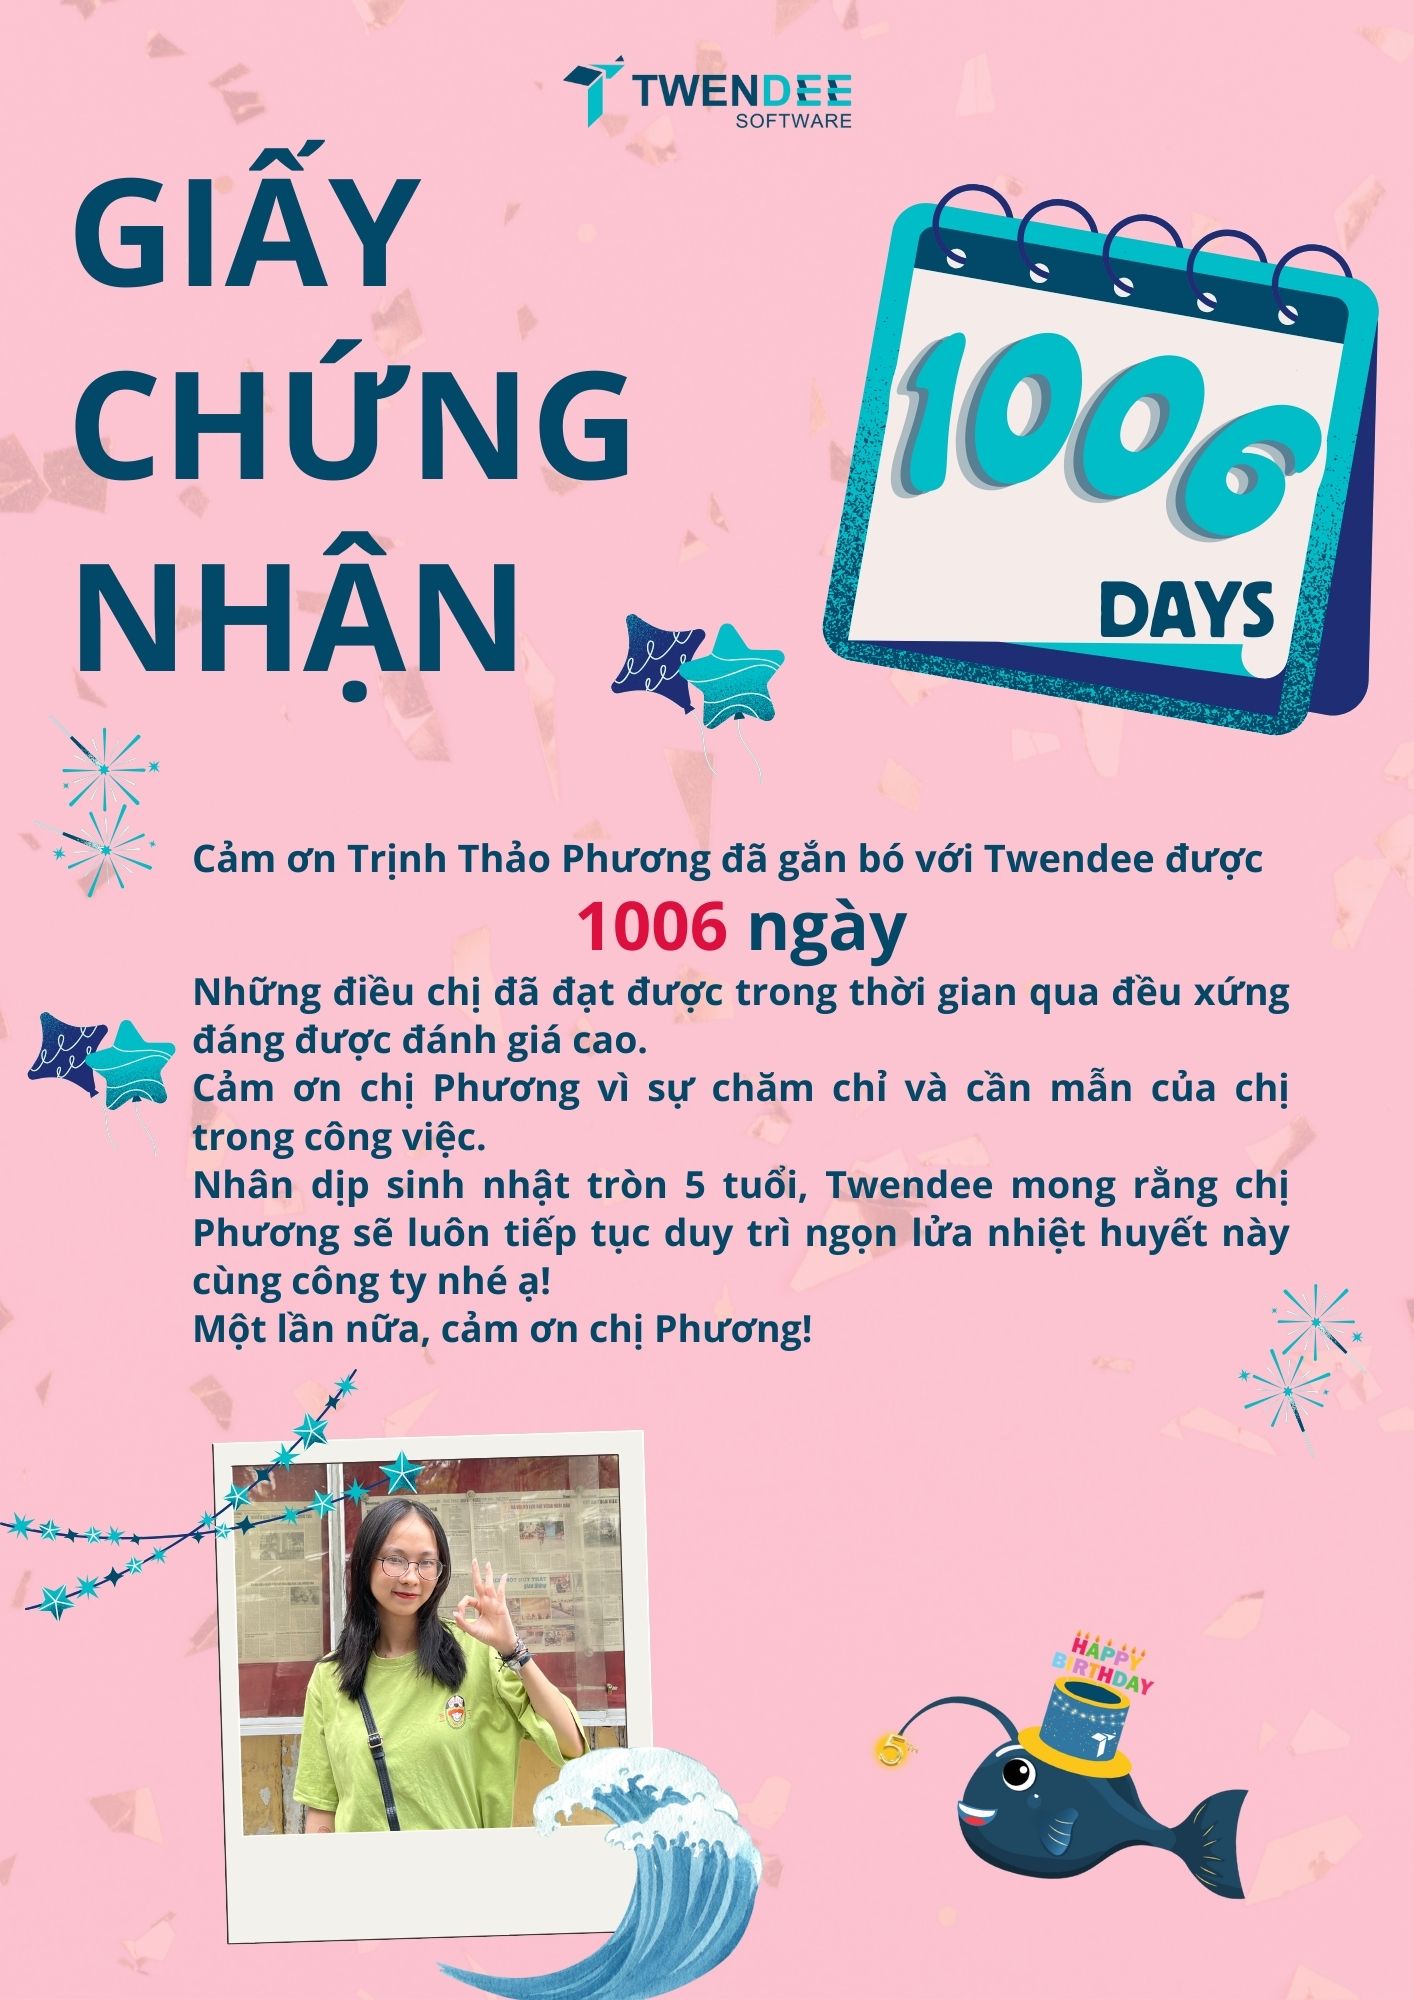 TWENDEE
SOFTWARE
GIẤY
CHỨNG
NHẬN
1006
DAYS
Cảm ơn Trịnh Thảo Phương đã gắn bó với Twendee được
1006 ngày
Những điều chị đã đạt được trong thời gian qua đều xứng
đáng được đánh giá cao.
Cảm ơn chị Phương vì sự chăm chỉ và cần mẫn của chị
trong công việc.
Nhân dịp sinh nhật tròn 5 tuổi, Twendee mong rằng chị
Phương sẽ luôn tiếp tục duy trì ngọn lửa nhiệt huyết này
cùng công ty nhé ạ!
Một lần nữa, cảm ơn chị Phương!
HAPPY
BIRTHDAY
5